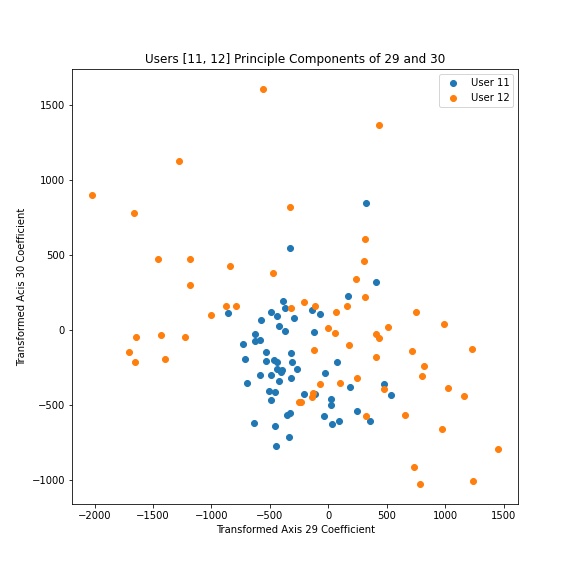 Users [11, 12] Principle Components of 29 and 30
User 11
User 12
Transformed Acis 30 Coefficient
1500
1000
500
0
−500
−1000
−2000 −1500 −1000 −500 0 500 1000 1500
Transformed Axis 29 Coefficient